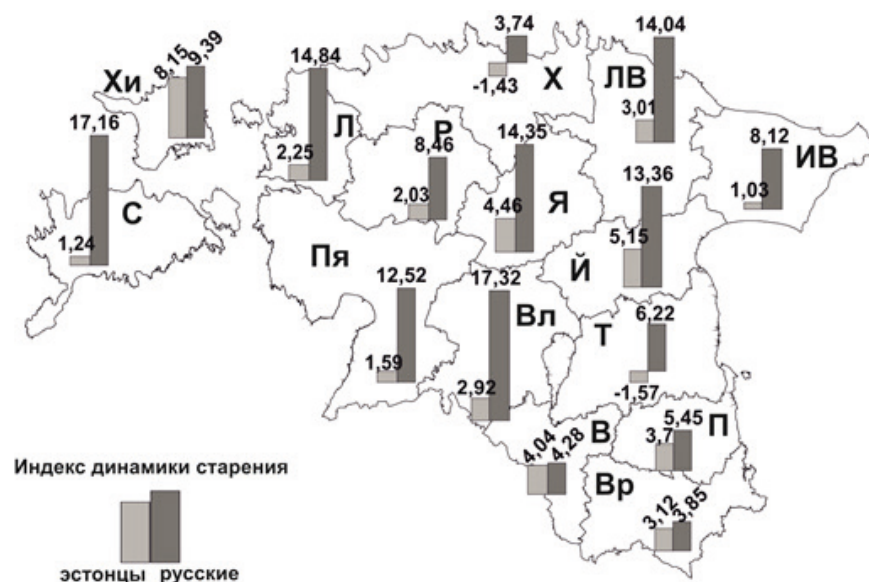 3,74
14,04
8,15
9,39
14,84
-1,43
Х
ЛВ
Хи
17,16
Л
Р
14,35
3,01
8,12
ИВ
2,25
8,46
13,36
С
2,03
4,46
Я
1,03
1,24
5,15
Й
Пя
12,52
17,32
Вл
6,22
Т
1,59
2,92
-1,57
5,45
П
3,7
В
4,04
4,28
Индекс динамики старения
Вр
3,12
3,85
эстонцы русские